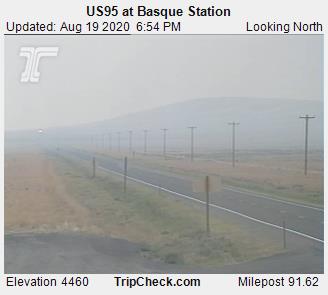 US95 at Basque Station
Updated: Aug 19 2020 6:54 PM Looking North
Elevation 4460 TripCheck.com Milepost 91.62